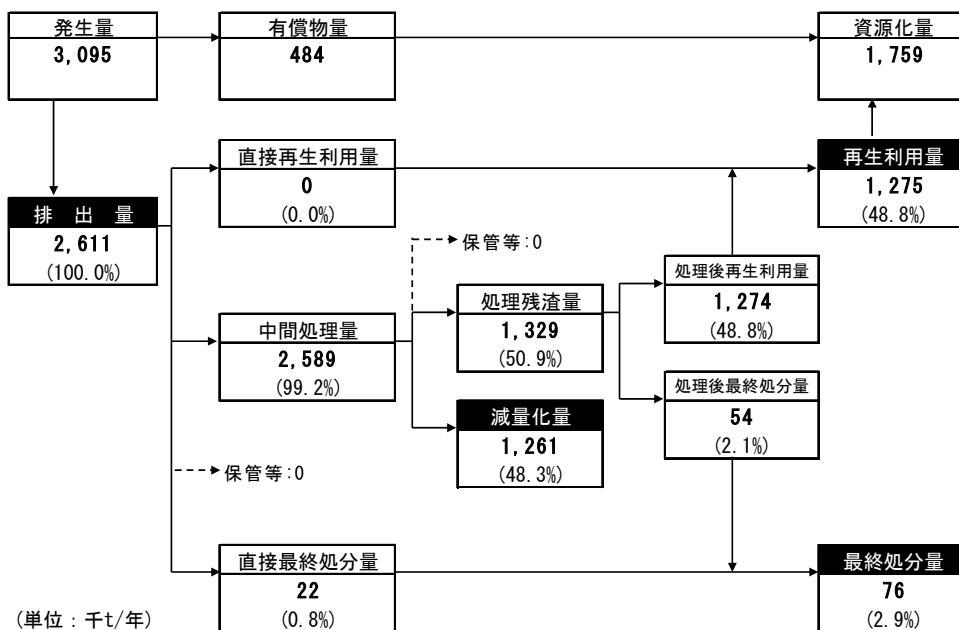 発生量
3,095
有償物量
484
資源化量
1,759
直接再生利用量
0
(0.0%)
再生利用量
1,275
(48.8%)
排 出 量
2,611
(100.0%)
保管等:0
処理後再生利用量
1,274
(48.8%)
処理残渣量
1,329
(50.9%)
中間処理量
2,589
(99.2%)
処理後最終処分量
54
(2.1%)
減量化量
1,261
(48.3%)
保管等:0
直接最終処分量
22
(0.8%)
最終処分量
76
(2.9%)
(単位：千t/年)